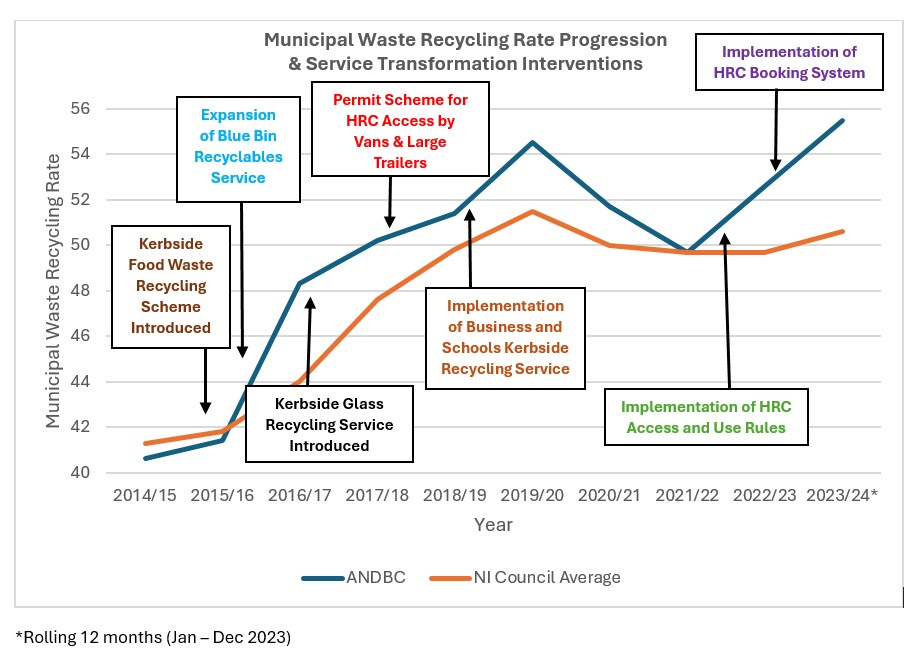 Municipal Waste Recycling Rate Progression
& Service Transformation Interventions
Implementation of
HRC Booking System
Permit Scheme for
HRC Access by
Vans & Large
Trailers
Expansion
of Blue Bin
Recyclables
Service
Kerbside
Food Waste
Recycling
Scheme
Introduced
Implementation
of Business and
Schools Kerbside
Recycling Service
Kerbside Glass
Recycling Service
Introduced
Implementation of HRC
Access and Use Rules
Municipal Waste Recycling Rate
56
54
52
50
48
46
44
42
40
2014/15 2015/16 2016/17 2017/18 2018/19 2019/20 2020/21 2021/22 2022/23 2023/24*
Year
ANDBC NI Council Average
*Rolling 12 months (Jan – Dec 2023)